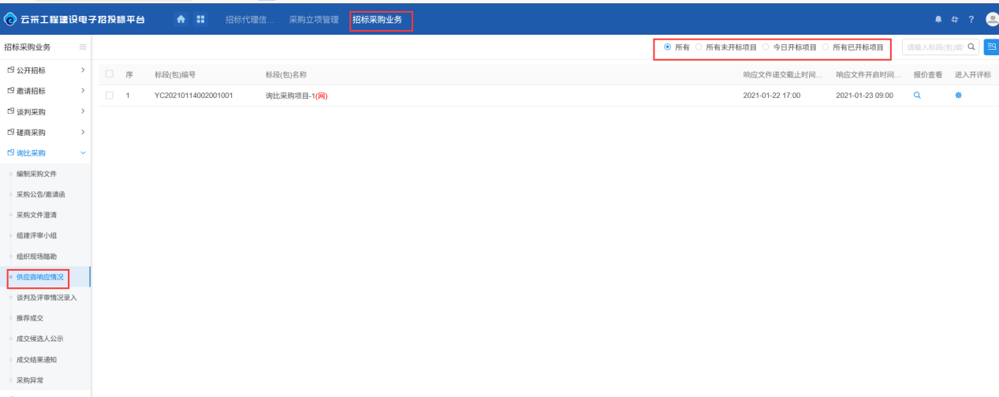 云采工程建设电子招投标平台 招标代理信... 采购立项管理 招标采购业务 ?
招标采购业务 所有 所有未开标项目 今日开标项目 所有已开标项目 请输入标段(包)编
公开招标 序 标段(包)编号 标段(包)名称 响应文件递交截止时间... 响应文件开启时间... 报价查看 进入开评标
邀请招标 1 YC20210114002001001 询比采购项目-1(网) 2021-01-22 17:00 2021-01-23 09:00
谈判采购
磋商采购
询比采购
编制采购文件
采购公告/邀请函
采购文件澄清
组建评审小组
组织现场踏勘
供应商响应情况
谈判及评审情况录入
推荐成交
成交候选人公示
成交结果通知
采购异常